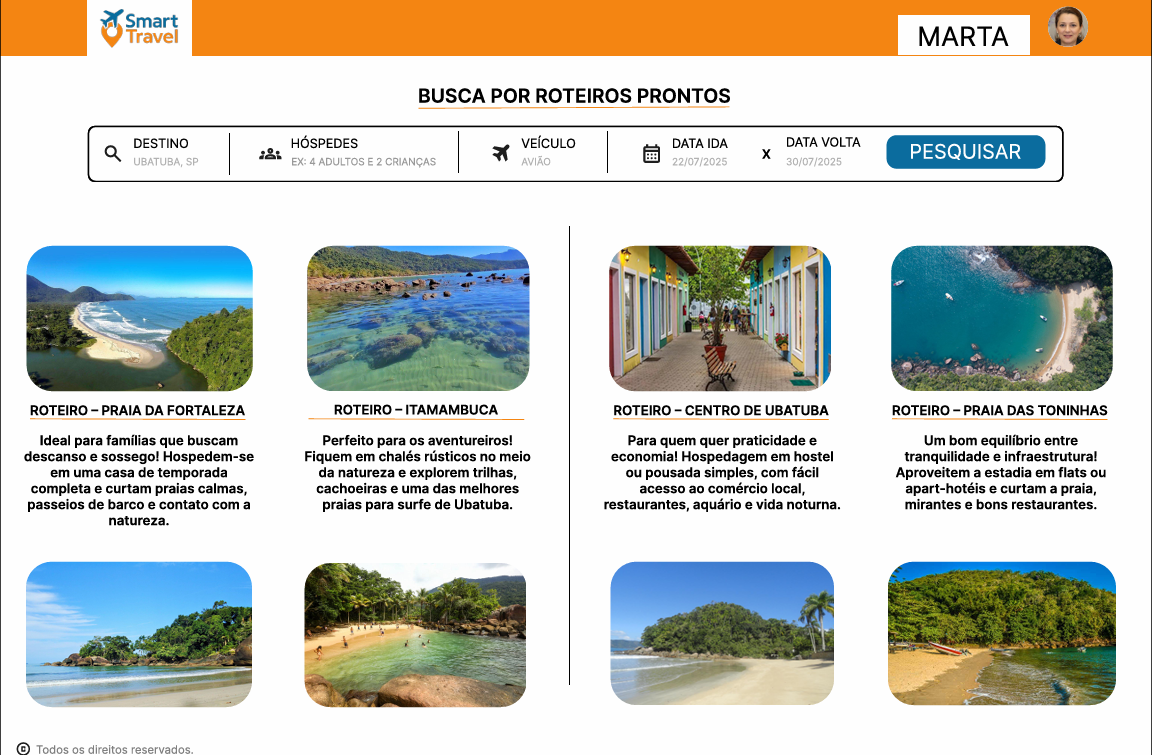 Smart
Travel
MARTA
BUSCA POR ROTEIROS PRONTOS
DESTINO
UBATUBA, SP
HÓSPEDES
EX: 4 ADULTOS E 2 CRIANÇAS
VEÍCULO
AVIÃO
DATA IDA
22/07/2025
X
DATA VOLTA
30/07/2025
PESQUISAR
ROTEIRO – PRAIA DA FORTALEZA
Ideal para famílias que buscam
descanso e sossego! Hospedem-se
em uma casa de temporada
completa e curtam praias calmas,
passeios de barco e contato com a
natureza.
ROTEIRO – ITAMAMBUCA
Perfeito para os aventureiros!
Fiquem em chalés rústicos no meio
da natureza e explorem trilhas,
cachoeiras e uma das melhores
praias para surfe de Ubatuba.
ROTEIRO – CENTRO DE UBATUBA
Para quem quer praticidade e
economia! Hospedagem em hostel
ou pousada simples, com fácil
acesso ao comércio local,
restaurantes, aquário e vida noturna.
ROTEIRO – PRAIA DAS TONINHAS
Um bom equilíbrio entre
tranquilidade e infraestrutura!
Aproveitem a estadia em flats ou
apart-hotéis e curtam a praia,
mirantes e bons restaurantes.
© Todos os direitos reservados.